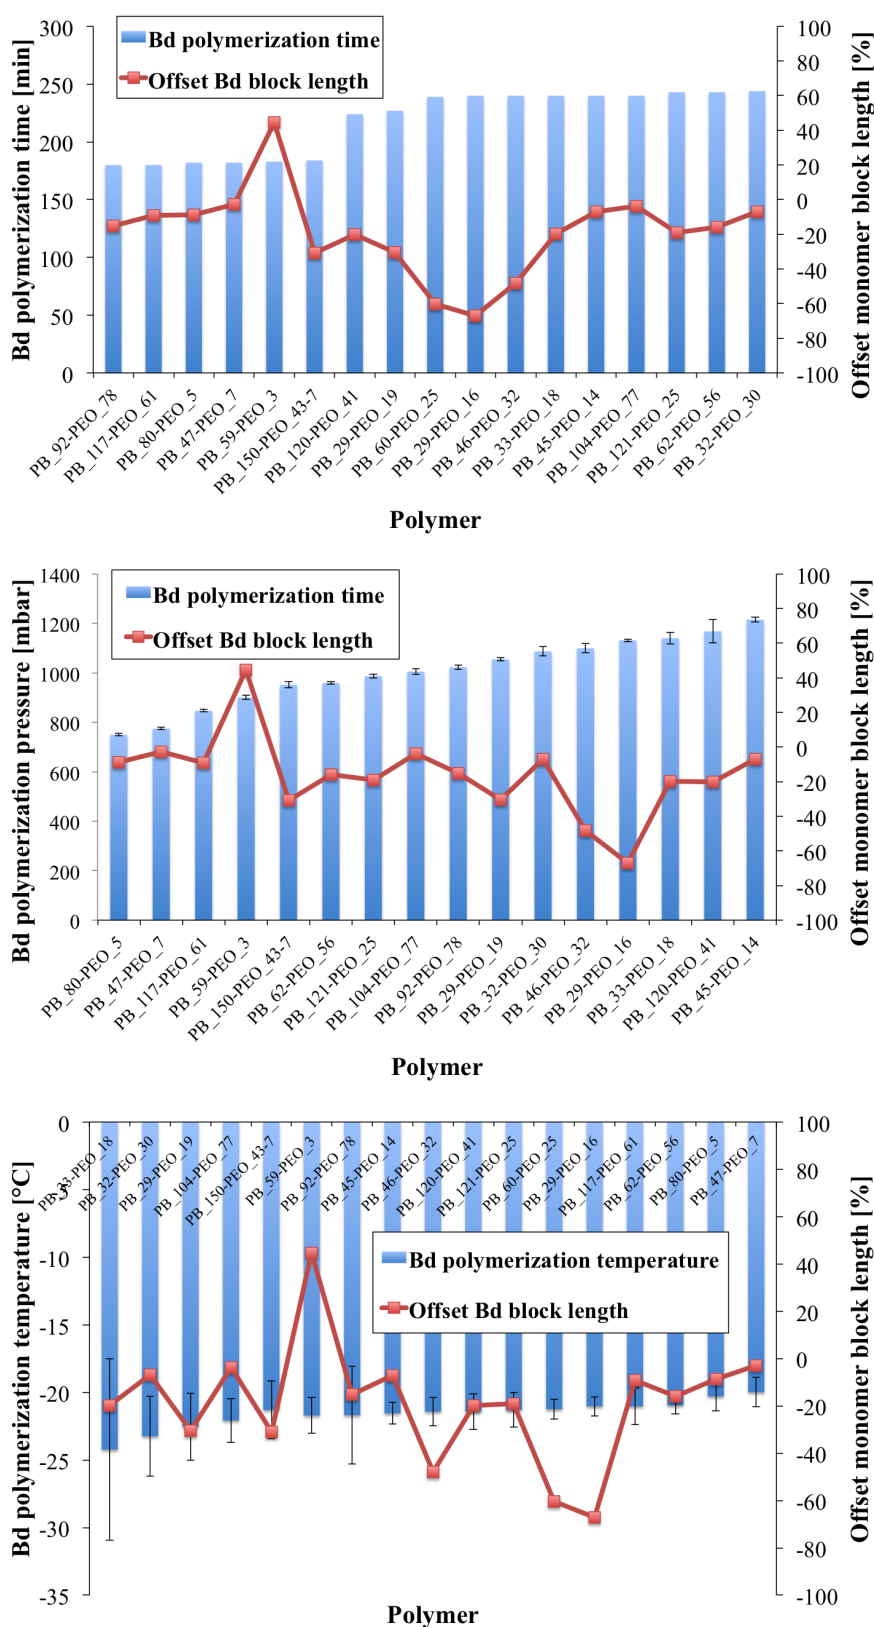 Bd polymerization time [min]
300
250
200
150
100
50
0
Bd polymerization time
Offset Bd block length
100
80
60
40
20
0
-20
-40
-60
-80
-100
Offset monomer block length [%]
PB_92-PEO_78
PB_117-PEO_61
PB_80-PEO_5
PB_47-PEO_7
PB_59-PEO_3
PB_150-PEO_43-7
PB_120-PEO_41
PB_29-PEO_19
PB_60-PEO_25
PB_29-PEO_16
PB_46-PEO_32
PB_33-PEO_18
PB_45-PEO_14
PB_104-PEO_77
PB_121-PEO_25
PB_62-PEO_56
PB_32-PEO_30
Polymer
Bd polymerization pressure [mbar]
1400
1200
1000
800
600
400
200
0
Bd polymerization time
Offset Bd block length
100
80
60
40
20
0
-20
-40
-60
-80
-100
Offset monomer block length [%]
PB_80-PEO_5
PB_47-PEO_7
PB_117-PEO_61
PB_59-PEO_3
PB_150-PEO_43-7
PB_62-PEO_56
PB_121-PEO_25
PB_104-PEO_77
PB_92-PEO_78
PB_29-PEO_19
PB_32-PEO_30
PB_46-PEO_32
PB_29-PEO_16
PB_33-PEO_18
PB_120-PEO_41
PB_45-PEO_14
Polymer
Bd polymerization temperature [°C]
0
-5
-10
-15
-20
-25
-30
-35
PB_33-PEO_18
PB_32-PEO_30
PB_29-PEO_19
PB_104-PEO_77
PB_150-PEO_43-7
PB_59-PEO_3
PB_92-PEO_78
PB_45-PEO_14
PB_46-PEO_32
PB_120-PEO_41
PB_121-PEO_25
PB_60-PEO_25
PB_29-PEO_16
PB_117-PEO_61
PB_62-PEO_56
PB_80-PEO_5
PB_47-PEO_7
Bd polymerization temperature
Offset Bd block length
100
80
60
40
20
0
-20
-40
-60
-80
-100
Offset monomer block length [%]
Polymer